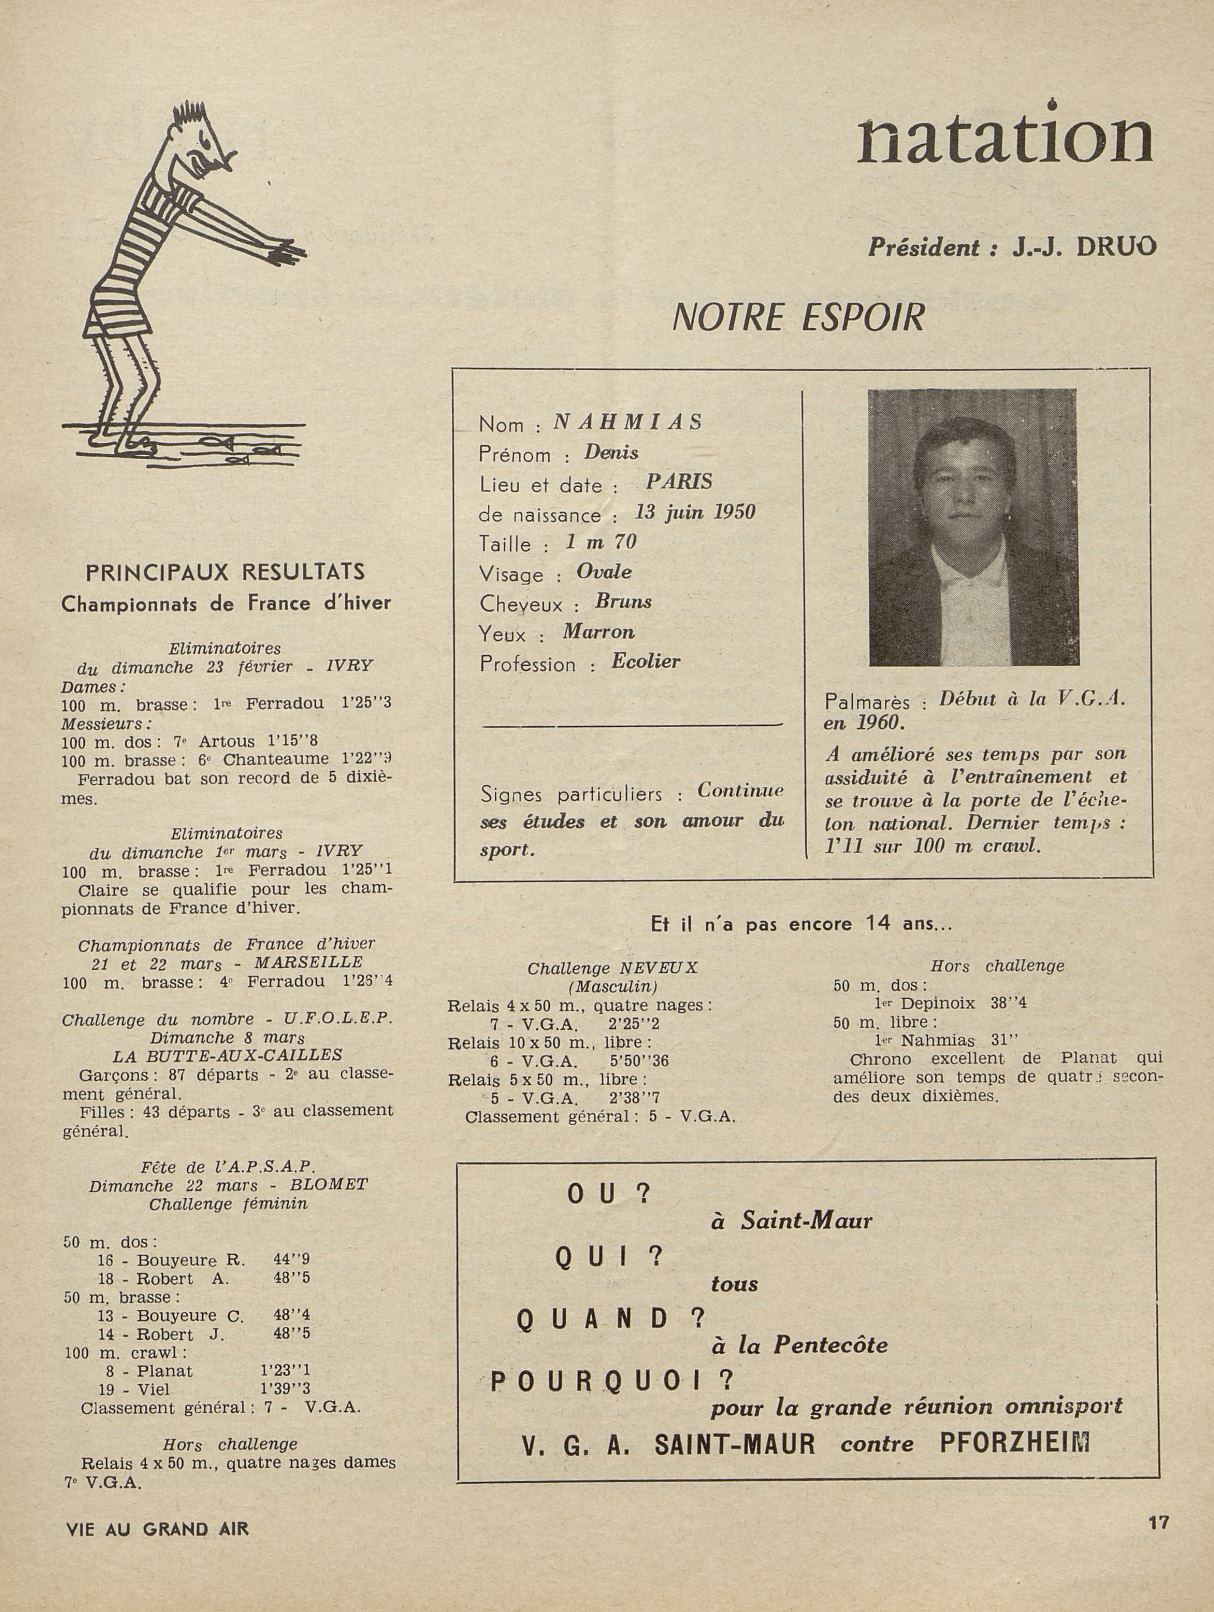 natation
Président : J.-J. DRUO
NOTRE ESPOIR
Nom : NAHMIAS
Prénom : Denis
Lieu et date : PARIS
de naissance : 13 juin 1950
Taille : 1 m 70
Visage : Ovale
Cheveux : Bruns
Yeux : Marron
Profession : Ecolier
Signes particuliers : Continue
ses études et son amour du
sport.
Palmarès : Début à la V.G.A.
en 1960.
A amélioré ses temps par son
assiduité à l'entraînement et
se trouve à la porte de l'éche-
lon national. Dernier temps :
1'11 sur 100 m crawl.
Et il n'a pas encore 14 ans...
PRINCIPAUX RESULTATS
Championnats de France d'hiver
Eliminatoires
du dimanche 23 février - IVRY
Dames :
100 m. brasse : 1re Ferradou 1'25''3
Messieurs :
100 m. dos : 7e Artous 1'15''8
100 m. brasse : 6e Chanteaume 1'22''9
Ferradou bat son record de 5 dixiè-
mes.
Eliminatoires
du dimanche 1er mars - IVRY
100 m. brasse : 1re Ferradou 1'25''1
Claire se qualifie pour les cham-
pionnats de France d'hiver.
Championnats de France d'hiver
21 et 22 mars - MARSEILLE
100 m. brasse : 4e Ferradou 1'26''4
Challenge du nombre - U.F.O.L.E.P.
Dimanche 8 mars
LA BUTTE-AUX-CAILLES
Garçons : 87 départs - 2e au classe-
ment général.
Filles : 43 départs - 3e au classement
général.
Fête de l'A.P.S.A.P.
Dimanche 22 mars - BLOMET
Challenge féminin
50 m. dos :
16 - Bouyeure R. 44''9
18 - Robert A. 48''5
50 m. brasse :
13 - Bouyeure C. 48''4
14 - Robert J. 48''5
100 m. crawl :
8 - Planat 1'23''1
19 - Viel 1'39''3
Classement général : 7 - V.G.A.
Hors challenge
Relais 4 x 50 m., quatre nages dames
7e V.G.A.
Challenge NEVEUX
(Masculin)
Relais 4 x 50 m., quatre nages :
7 - V.G.A. 2'25''2
Relais 10 x 50 m., libre :
6 - V.G.A. 5'50''36
Relais 5 x 50 m., libre :
5 - V.G.A. 2'38''7
Classement général : 5 - V.G.A.
Hors challenge
50 m. dos :
1er Depinoix 38''4
50 m. libre :
1er Nahmias 31''
Chrono excellent de Planat qui
améliore son temps de quatre secon-
des deux dixièmes.
OU ?
à Saint-Maur
QUI ?
tous
QUAND ?
à la Pentecôte
POURQUOI ?
pour la grande réunion omnisport
V. G. A. SAINT-MAUR contre PFORZHEIM
VIE AU GRAND AIR
17